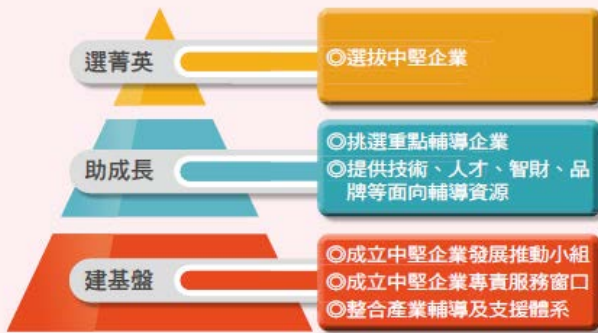 選菁英
◎選拔中堅企業
助成長
◎挑選重點輔導企業
◎提供技術、人才、智財、品
牌等面向輔導資源
建基盤
◎成立中堅企業發展推動小組
◎成立中堅企業專責服務窗口
◎整合產業輔導及支援體系